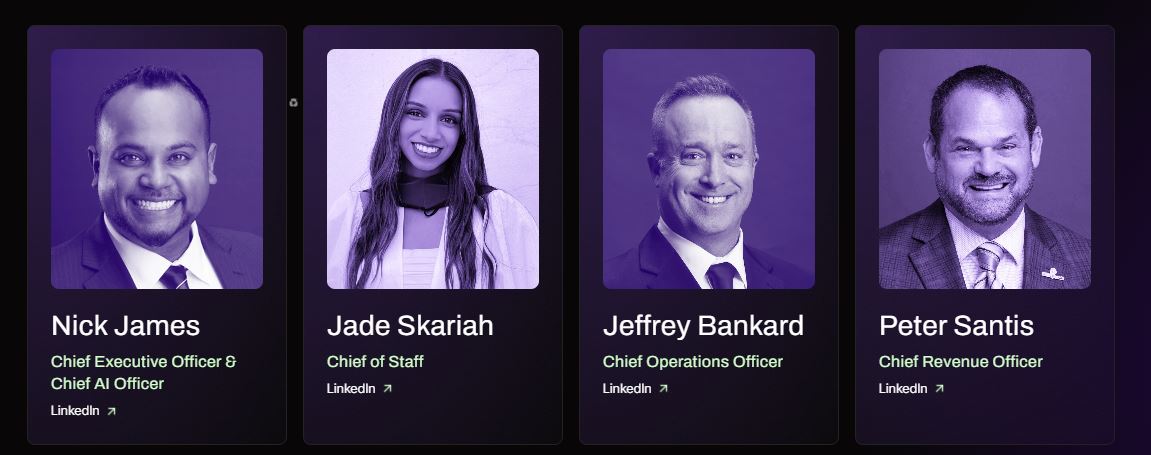 Nick James
Chief Executive Officer &
Chief AI Officer
LinkedIn ↗
Jade Skariah
Chief of Staff
LinkedIn ↗
Jeffrey Bankard
Chief Operations Officer
LinkedIn ↗
Peter Santis
Chief Revenue Officer
LinkedIn ↗